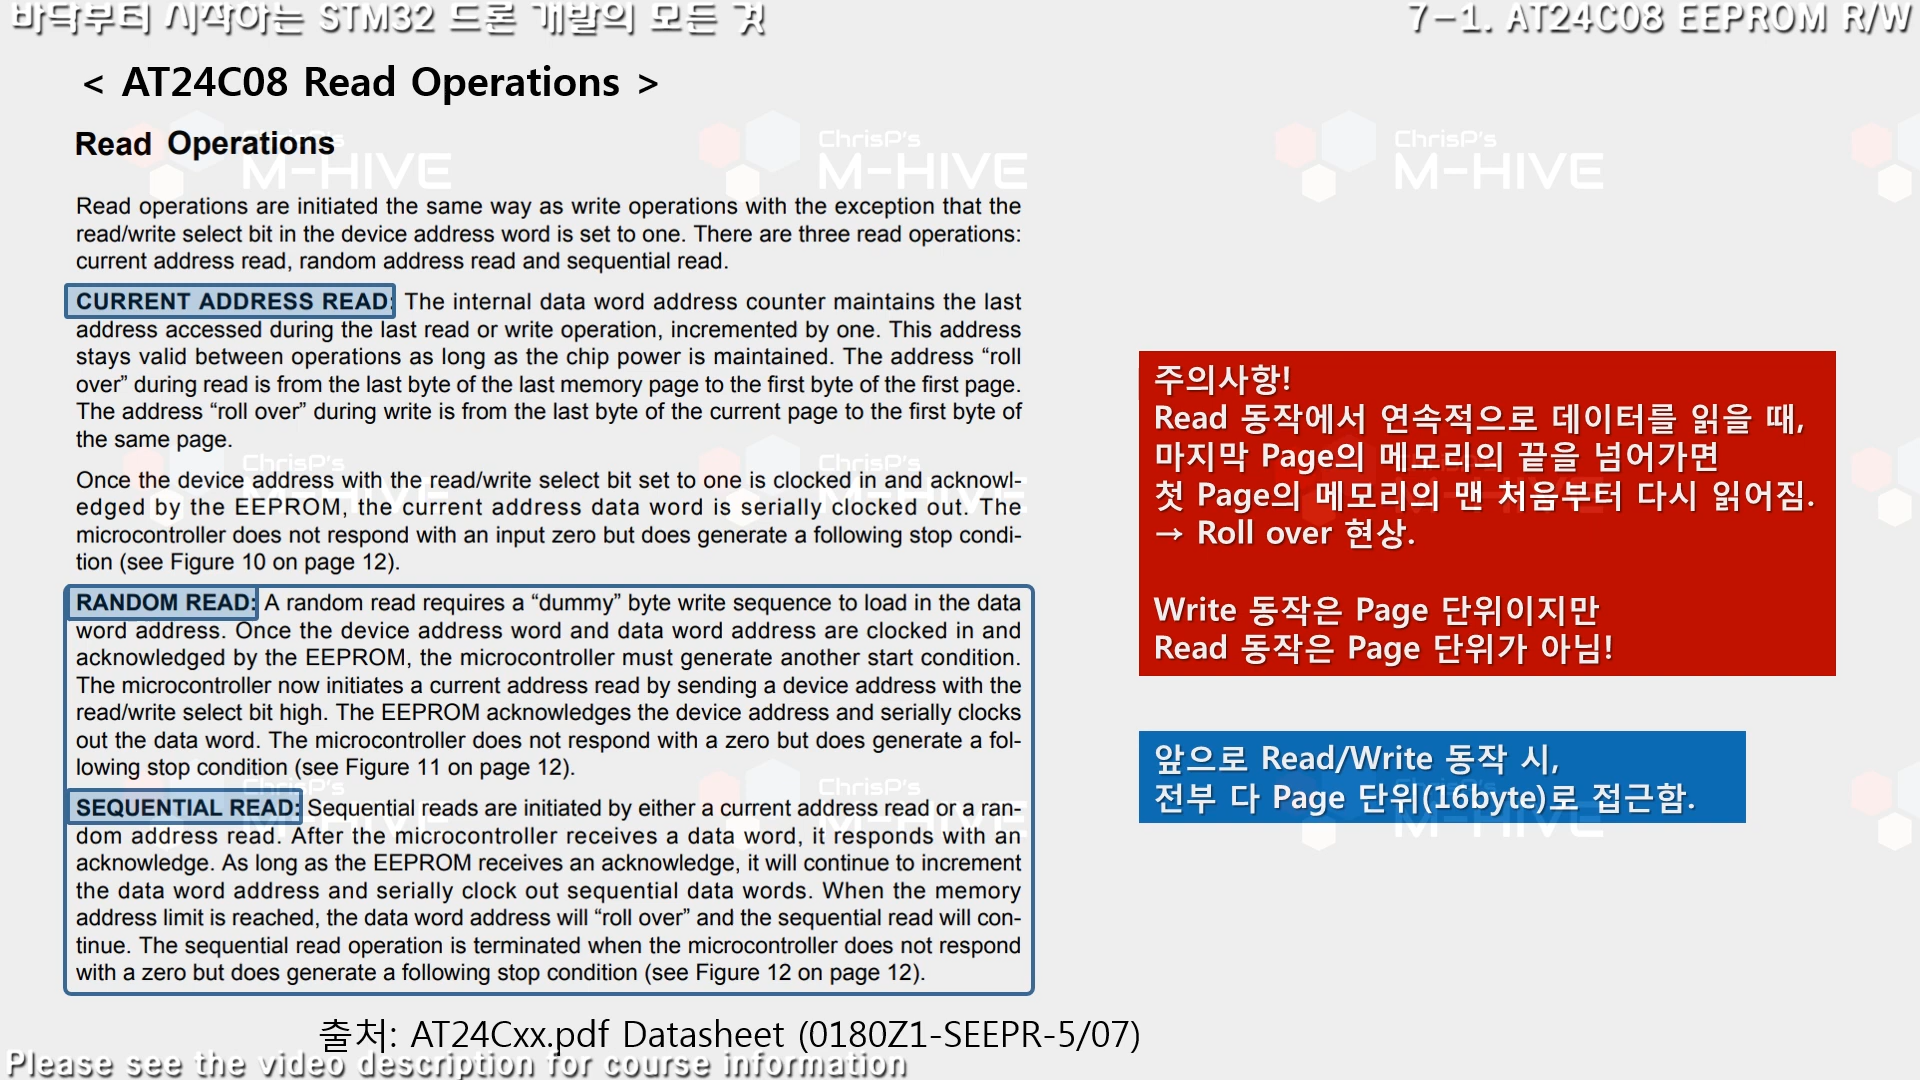 바닥부터 시작하는 STM32 드론 개발의 모든 것
7-1. AT24C08 EEPROM R/W
< AT24C08 Read Operations >
Read Operations
Read operations are initiated the same way as write operations with the exception that the
read/write select bit in the device address word is set to one. There are three read operations:
current address read, random address read and sequential read.
CURRENT ADDRESS READ: The internal data word address counter maintains the last
address accessed during the last read or write operation, incremented by one. This address
stays valid between operations as long as the chip power is maintained. The address “roll
over” during read is from the last byte of the last memory page to the first byte of the first page.
The address “roll over” during write is from the last byte of the current page to the first byte of
the same page.
Once the device address with the read/write select bit set to one is clocked in and acknowl-
edged by the EEPROM, the current address data word is serially clocked out. The
microcontroller does not respond with an input zero but does generate a following stop condi-
tion (see Figure 10 on page 12).
RANDOM READ: A random read requires a “dummy” byte write sequence to load in the data
word address. Once the device address word and data word address are clocked in and
acknowledged by the EEPROM, the microcontroller must generate another start condition.
The microcontroller now initiates a current address read by sending a device address with the
read/write select bit high. The EEPROM acknowledges the device address and serially clocks
out the data word. The microcontroller does not respond with a zero but does generate a fol-
lowing stop condition (see Figure 11 on page 12).
SEQUENTIAL READ: Sequential reads are initiated by either a current address read or a ran-
dom address read. After the microcontroller receives a data word, it responds with an
acknowledge. As long as the EEPROM receives an acknowledge, it will continue to increment
the data word address and serially clock out sequential data words. When the memory
address limit is reached, the data word address will “roll over” and the sequential read will con-
tinue. The sequential read operation is terminated when the microcontroller does not respond
with a zero but does generate a following stop condition (see Figure 12 on page 12).
주의사항!
Read 동작에서 연속적으로 데이터를 읽을 때,
마지막 Page의 메모리의 끝을 넘어가면
첫 Page의 메모리의 맨 처음부터 다시 읽어짐.
→ Roll over 현상.
Write 동작은 Page 단위이지만
Read 동작은 Page 단위가 아님!
앞으로 Read/Write 동작 시,
전부 다 Page 단위(16byte)로 접근함.
출처: AT24Cxx.pdf Datasheet (0180Z1-SEEPR-5/07)
Please see the video description for course information
ChrisP's
M-HIVE
ChrisP's
M-HIVE
ChrisP's
M-HIVE